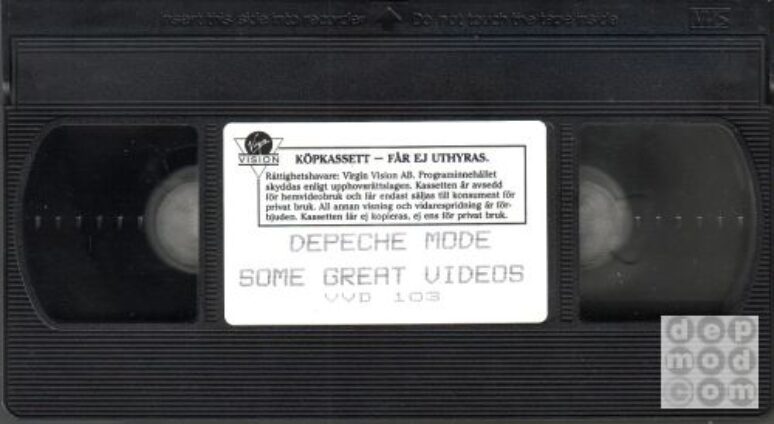 Insert this side into recorder Do not touch the tape inside VHS
Virgin
VISION
KÖPKASSETT — FÅR EJ UTHYRAS.
Rättighetshavare: Virgin Vision AB. Programinnehållet
skyddas enligt upphovsrättslagen. Kassetten är avsedd
för hemvideobruk och får endast säljas till konsument för
privat bruk. All annan visning och vidarespridning är för-
bjuden. Kassetten får ej kopieras, ej ens för privat bruk.
DEPECHE MODE
SOME GREAT VIDEOS
VVD 103
dep
mod
com